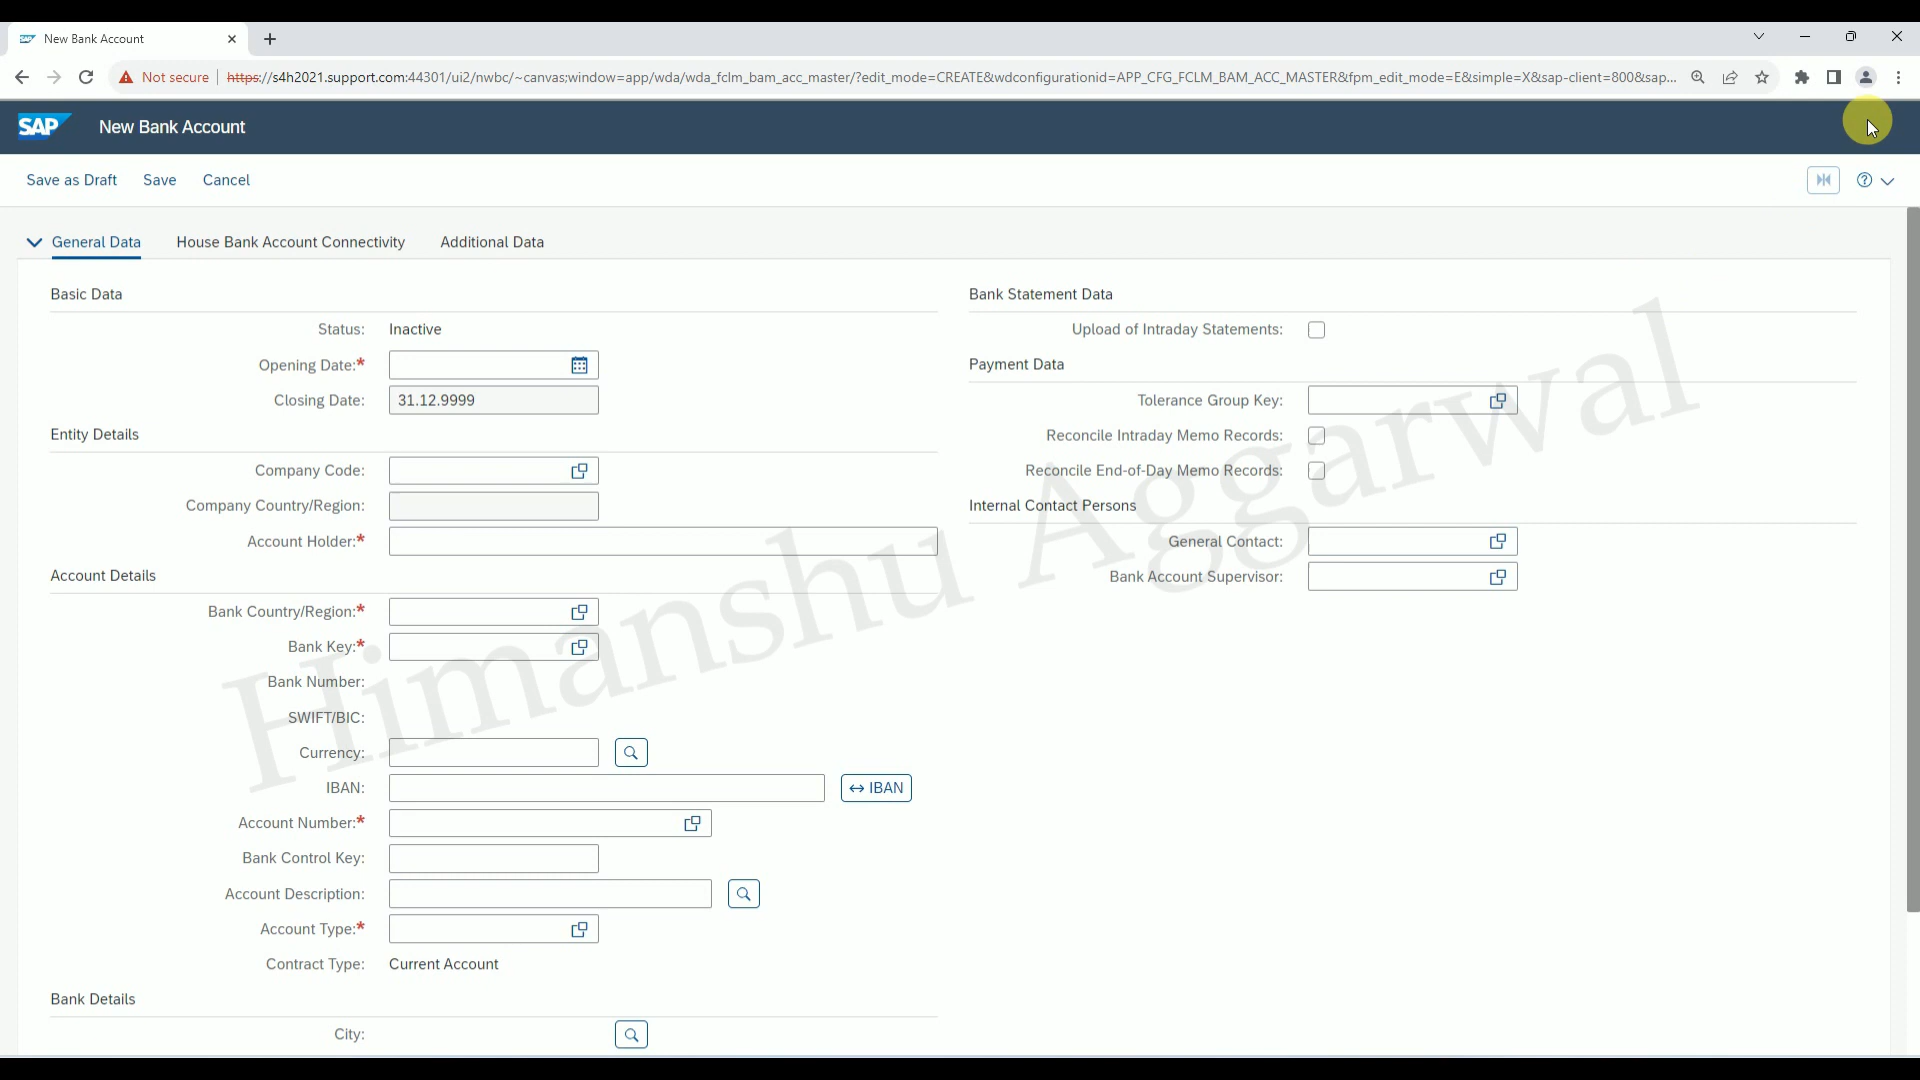 New Bank Account
Not secure
https://s4h2021.support.com:44301/ui2/nwbc/~canvas;window=app/wda/wda_fclm_bam_acc_master/?edit_mode=CREATE&wdconfigurationid=APP_CFG_FCLM_BAM_ACC_MASTER&fpm_edit_mode=E&simple=X&sap-client=800&sap...
SAP New Bank Account
Save as Draft Save Cancel
General Data House Bank Account Connectivity Additional Data
Basic Data
Status: Inactive
Opening Date:*
Closing Date: 31.12.9999
Entity Details
Company Code:
Company Country/Region:
Account Holder:*
Account Details
Bank Country/Region:*
Bank Key:*
Bank Number:
SWIFT/BIC:
Currency:
IBAN: ↔ IBAN
Account Number:*
Bank Control Key:
Account Description:
Account Type:*
Contract Type: Current Account
Bank Details
City:
Bank Statement Data
Upload of Intraday Statements:
Payment Data
Tolerance Group Key:
Reconcile Intraday Memo Records:
Reconcile End-of-Day Memo Records:
Internal Contact Persons
General Contact:
Bank Account Supervisor:
Himanshu Aggarwal